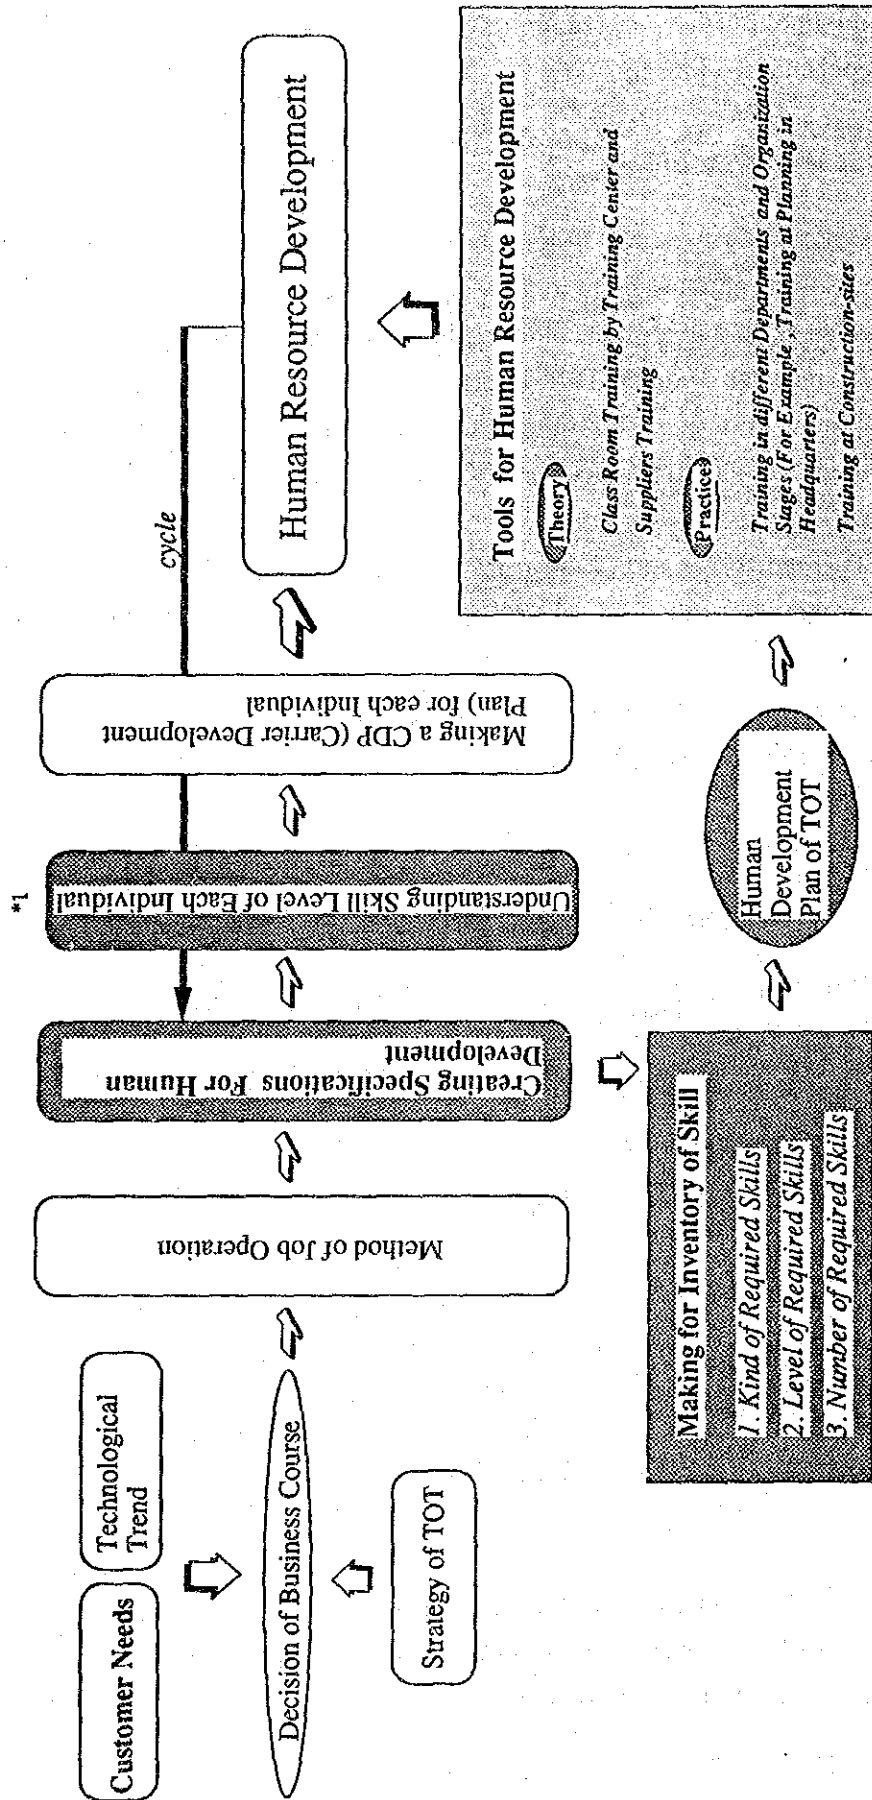 Customer Needs
Technological
Trend
Decision of Business Course
Strategy of TOT
Method of Job Operation
Creating Specifications For Human
Development
*1
Understanding Skill Level of Each Individual
Making a CDP (Carrier Development
Plan) for each Individual
cycle
Human Resource Development
Making for Inventory of Skill
1. Kind of Required Skills
2. Level of Required Skills
3. Number of Required Skills
Human
Development
Plan of TOT
Tools for Human Resource Development
Theory
Class Room Training by Training Center and
Suppliers Training
Practices
Training in different Departments and Organization
Stages (For Example , Training at Planning in
Headquarters)
Training at Construction-sites